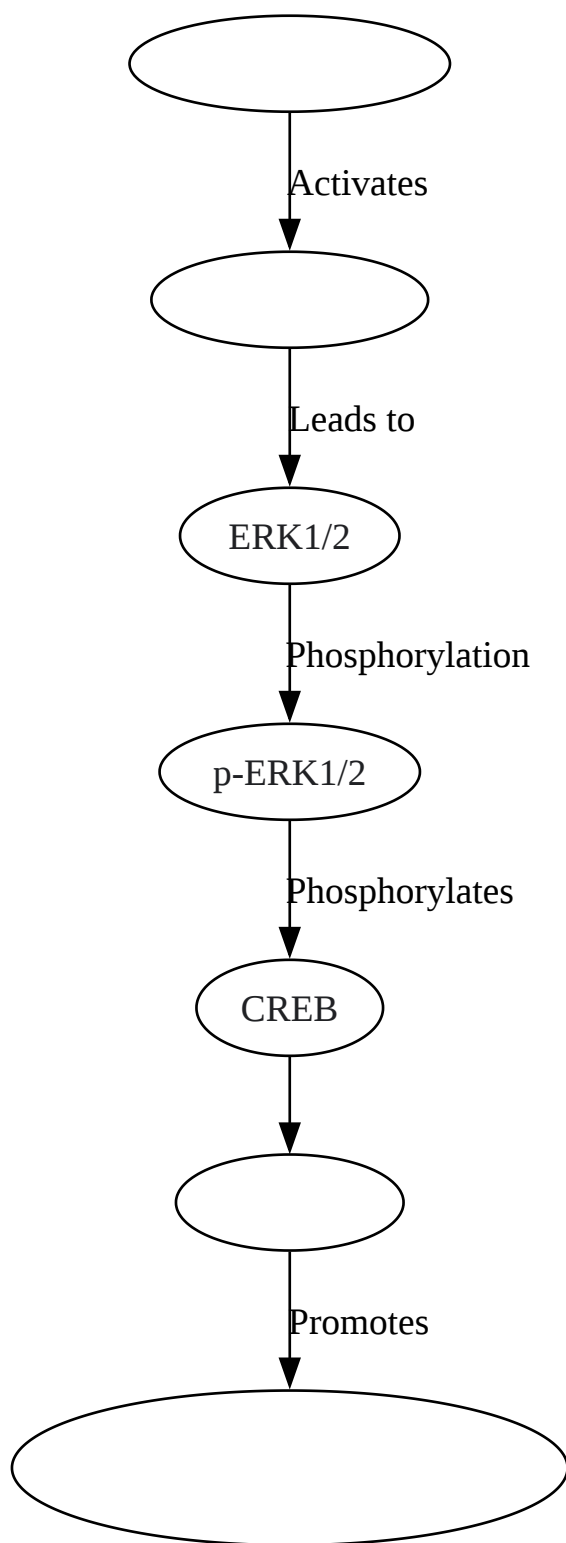 Activates
Leads to
ERK1/2
Phosphorylation
p-ERK1/2
Phosphorylates
CREB
Promotes